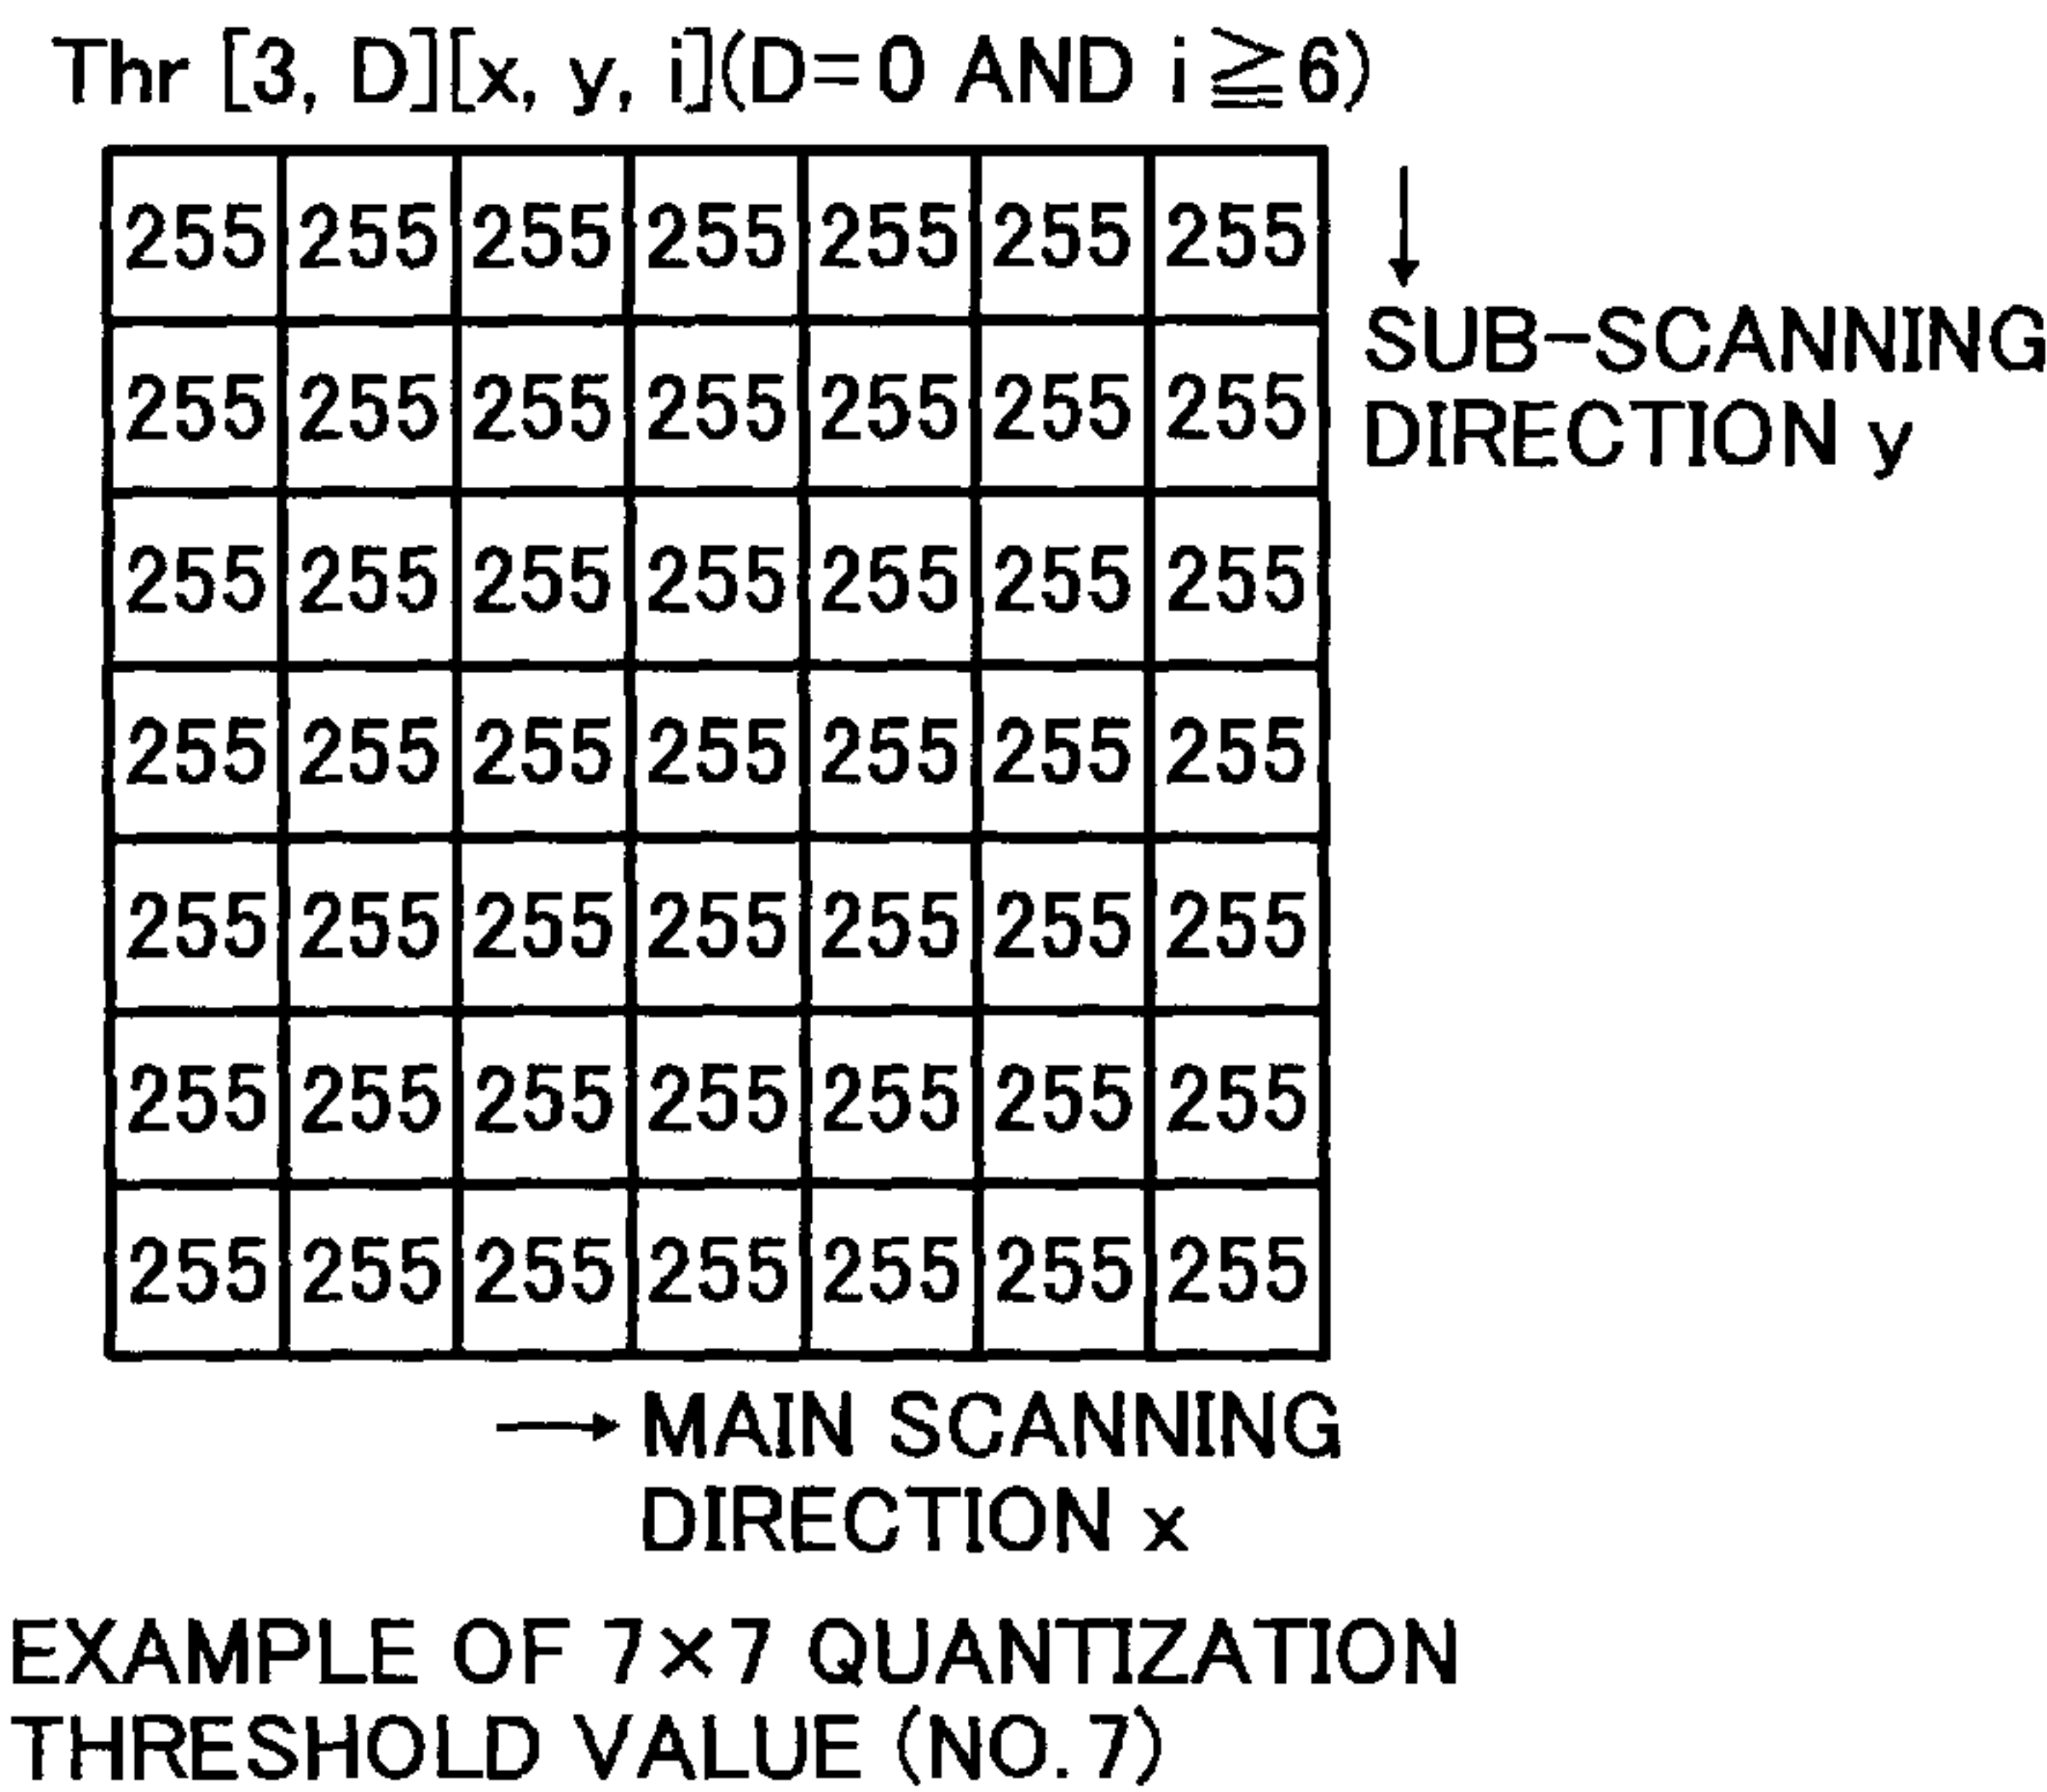 Thr [3, D][x, y, i](D=0 AND i ≧6)
255 255 255 255 255 255 255
255 255 255 255 255 255 255
255 255 255 255 255 255 255
255 255 255 255 255 255 255
255 255 255 255 255 255 255
255 255 255 255 255 255 255
255 255 255 255 255 255 255
SUB-SCANNING
DIRECTION y
MAIN SCANNING
DIRECTION x
EXAMPLE OF 7×7 QUANTIZATION
THRESHOLD VALUE (NO. 7)